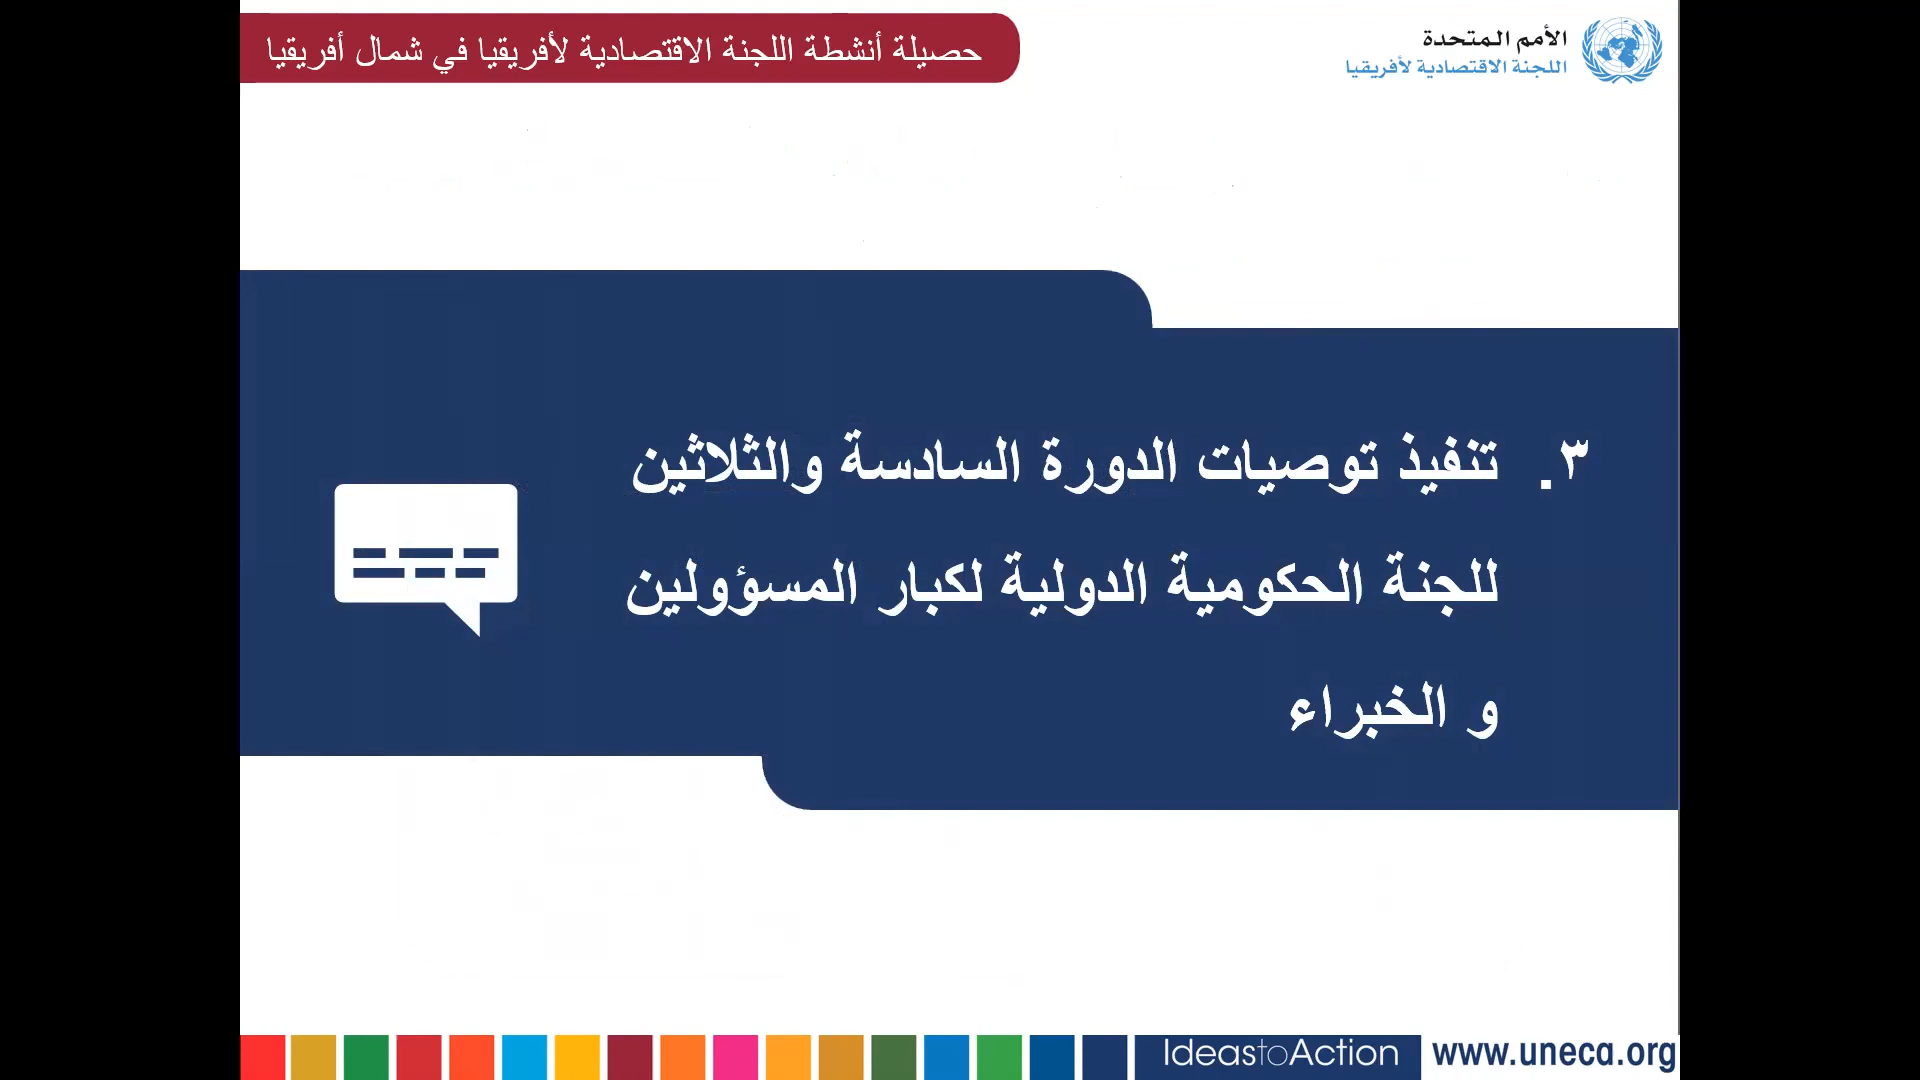 حصيلة أنشطة اللجنة الاقتصادية لأفريقيا في شمال أفريقيا
الأمم المتحدة
اللجنة الاقتصادية لأفريقيا
٣. تنفيذ توصيات الدورة السادسة والثلاثين
للجنة الحكومية الدولية لكبار المسؤولين
و الخبراء
IdeastoAction
www.uneca.org